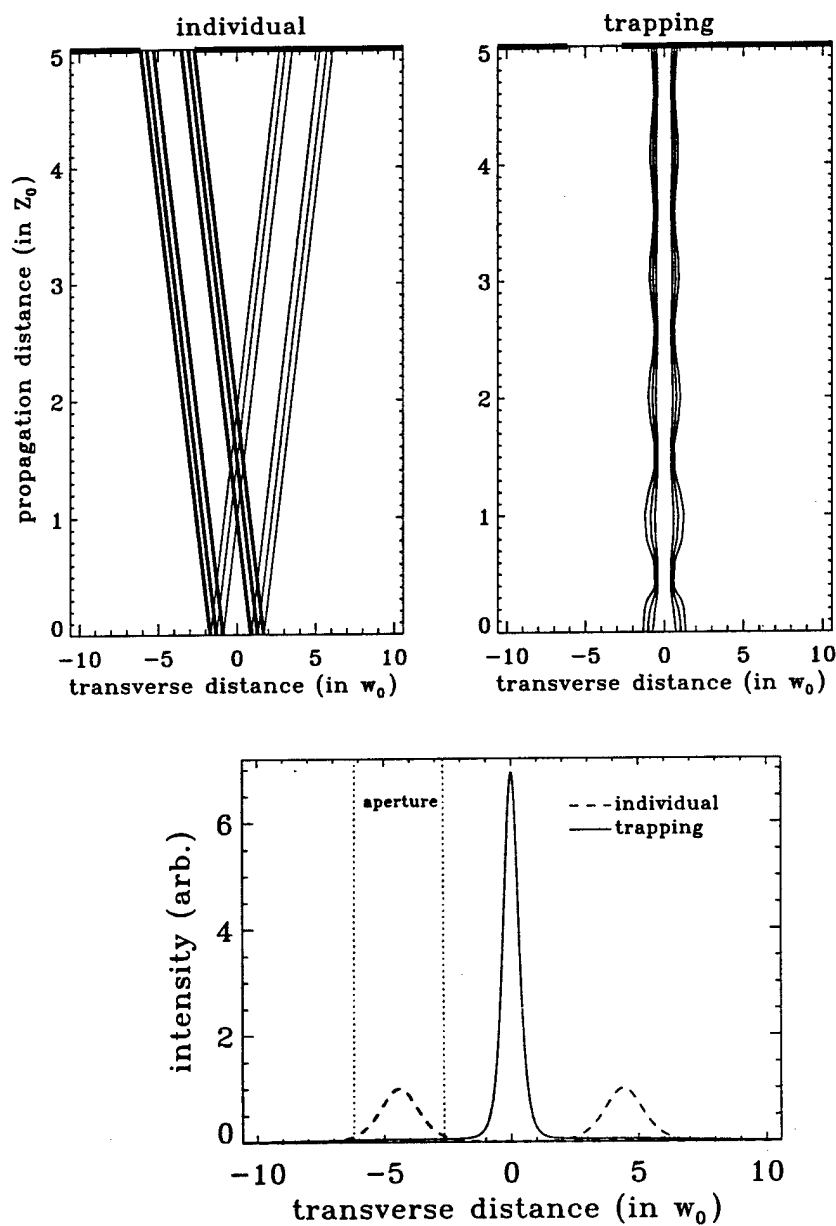 individual
5
4
3
2
1
0
propagation distance (in Z0)
-10 -5 0 5 10
transverse distance (in w0)
trapping
5
4
3
2
1
0
-10 -5 0 5 10
transverse distance (in w0)
aperture
individual
trapping
6
4
2
0
intensity (arb.)
-10 -5 0 5 10
transverse distance (in w0)